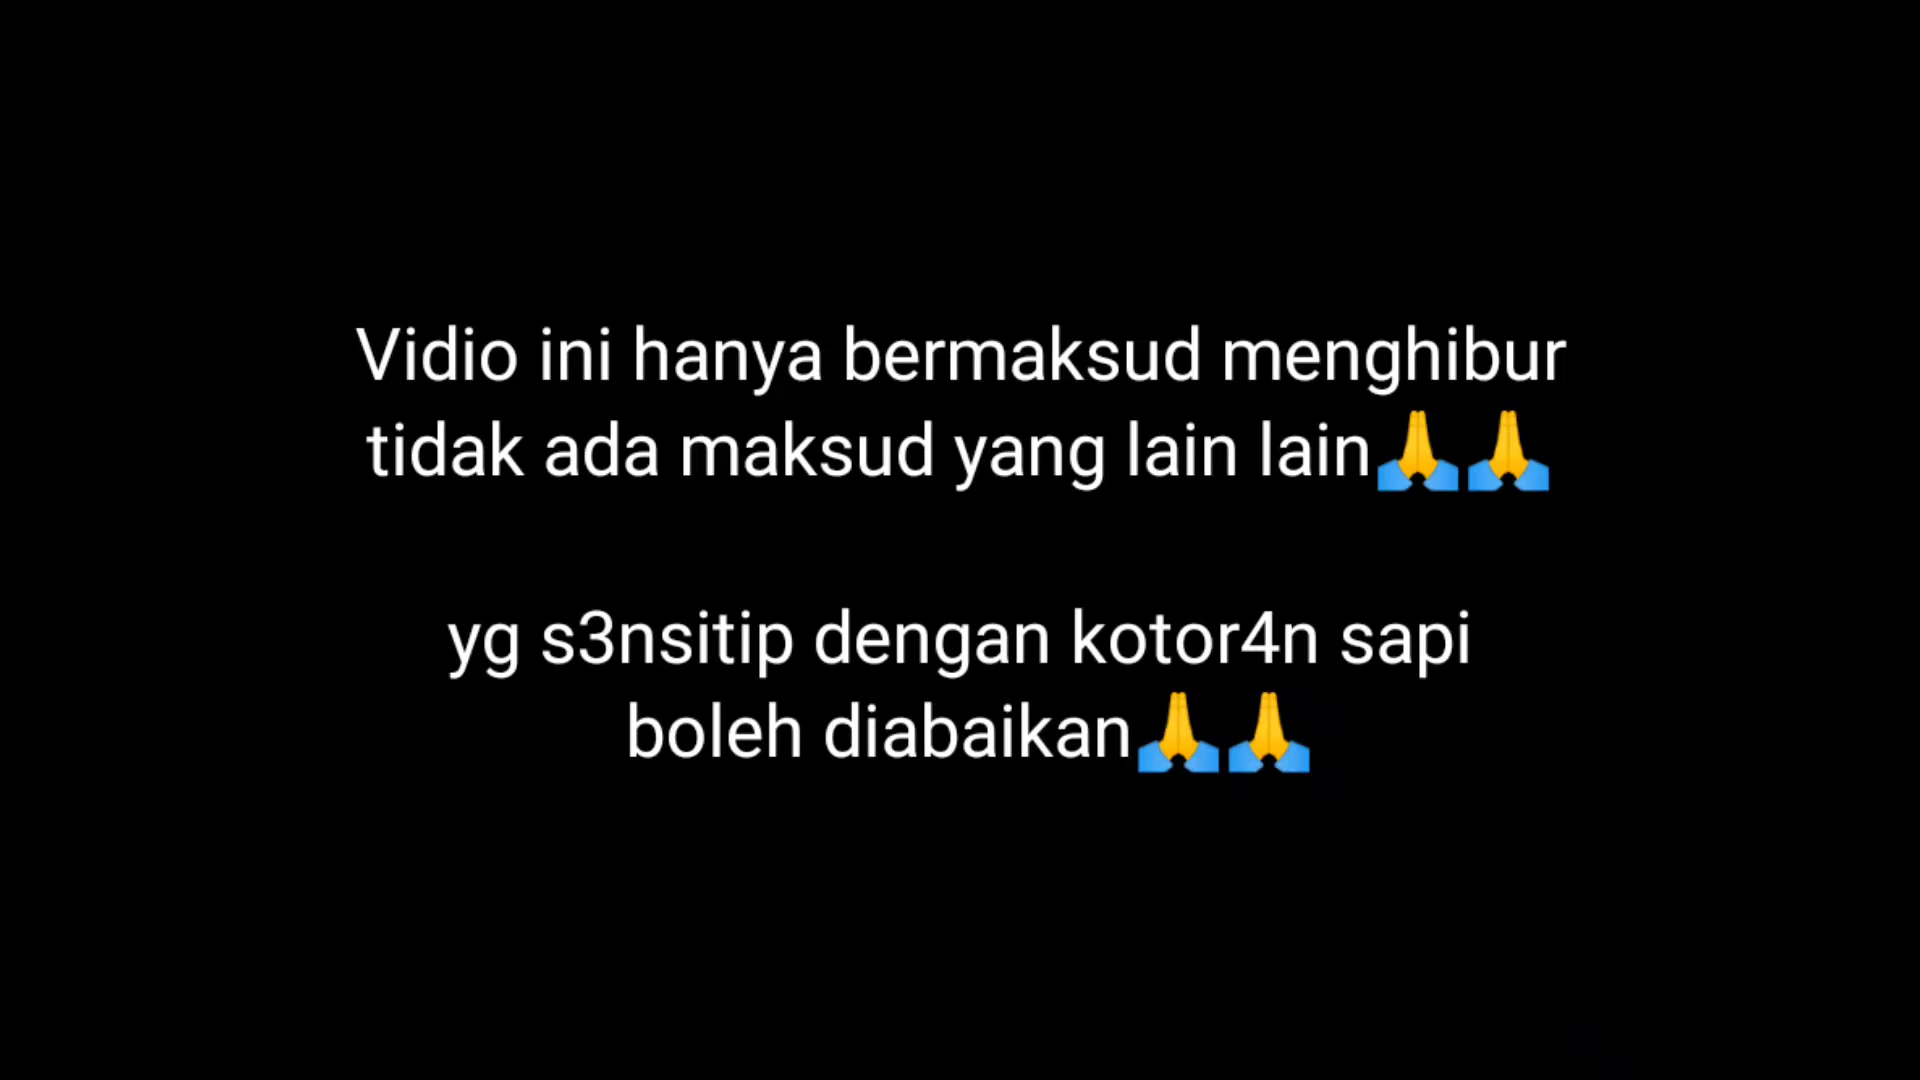 Vidio ini hanya bermaksud menghibur
tidak ada maksud yang lain lain🙏🙏
yg s3nsitip dengan kotor4n sapi
boleh diabaikan🙏🙏